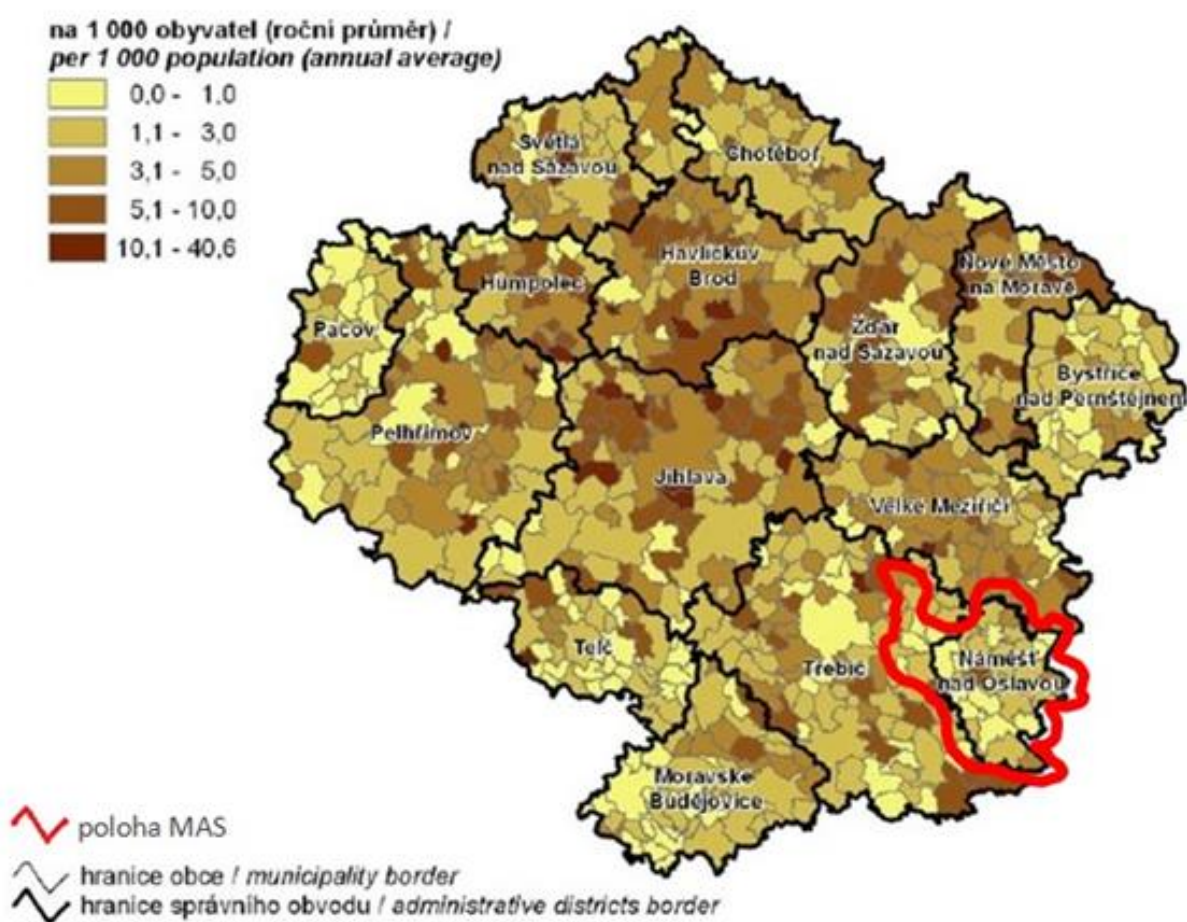 na 1 000 obyvatel (roční průměr) /
per 1 000 population (annual average)
0,0 - 1,0
1,1 - 3,0
3,1 - 5,0
5,1 - 10,0
10,1 - 40,6
Světlá
nad Sázavou
Chotěboř
Havlíčkův
Brod
Humpolec
Nové Město
na Moravě
Pacov
Žďár
nad Sázavou
Bystřice
nad Pernštejnem
Pelhřimov
Jihlava
Velké Meziříčí
Telč
Třebíč
Náměšť
nad Oslavou
Moravské
Budějovice
poloha MAS
hranice obce / municipality border
hranice správního obvodu / administrative districts border